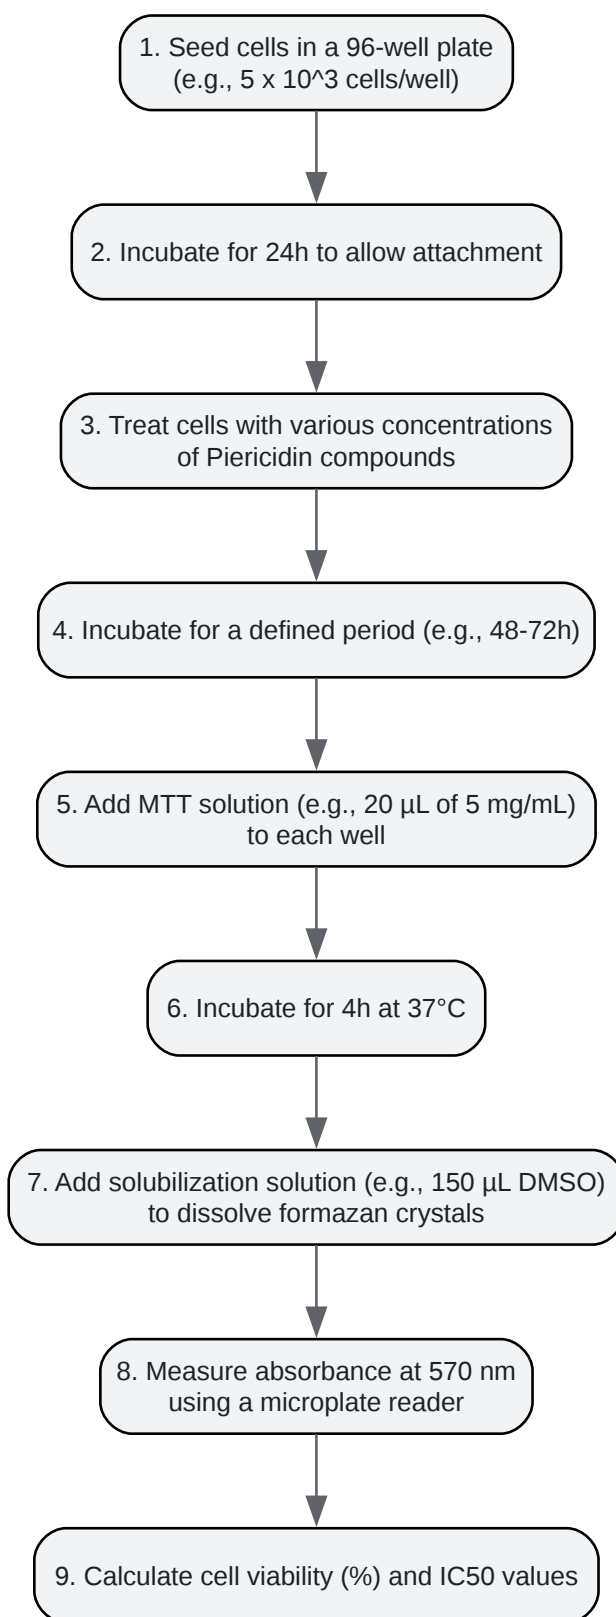 1. Seed cells in a 96-well plate
(e.g., 5 x 10^3 cells/well)
2. Incubate for 24h to allow attachment
3. Treat cells with various concentrations
of Piericidin compounds
4. Incubate for a defined period (e.g., 48-72h)
5. Add MTT solution (e.g., 20 µL of 5 mg/mL)
to each well
6. Incubate for 4h at 37°C
7. Add solubilization solution (e.g., 150 µL DMSO)
to dissolve formazan crystals
8. Measure absorbance at 570 nm
using a microplate reader
9. Calculate cell viability (%) and IC50 values